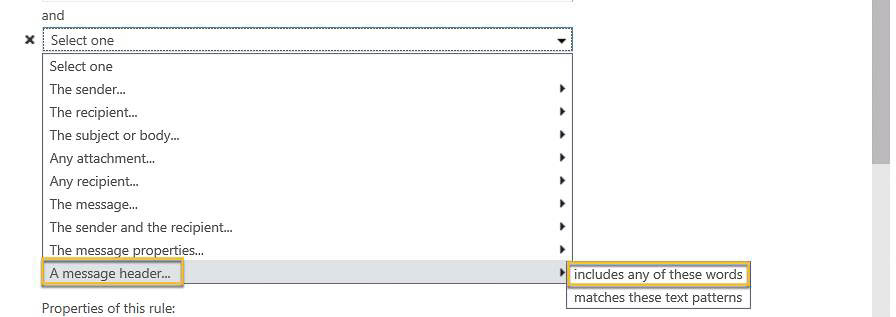 and
Select one
Select one
The sender...
The recipient...
The subject or body...
Any attachment...
Any recipient...
The message...
The sender and the recipient...
The message properties...
A message header...
includes any of these words
matches these text patterns
Properties of this rule: